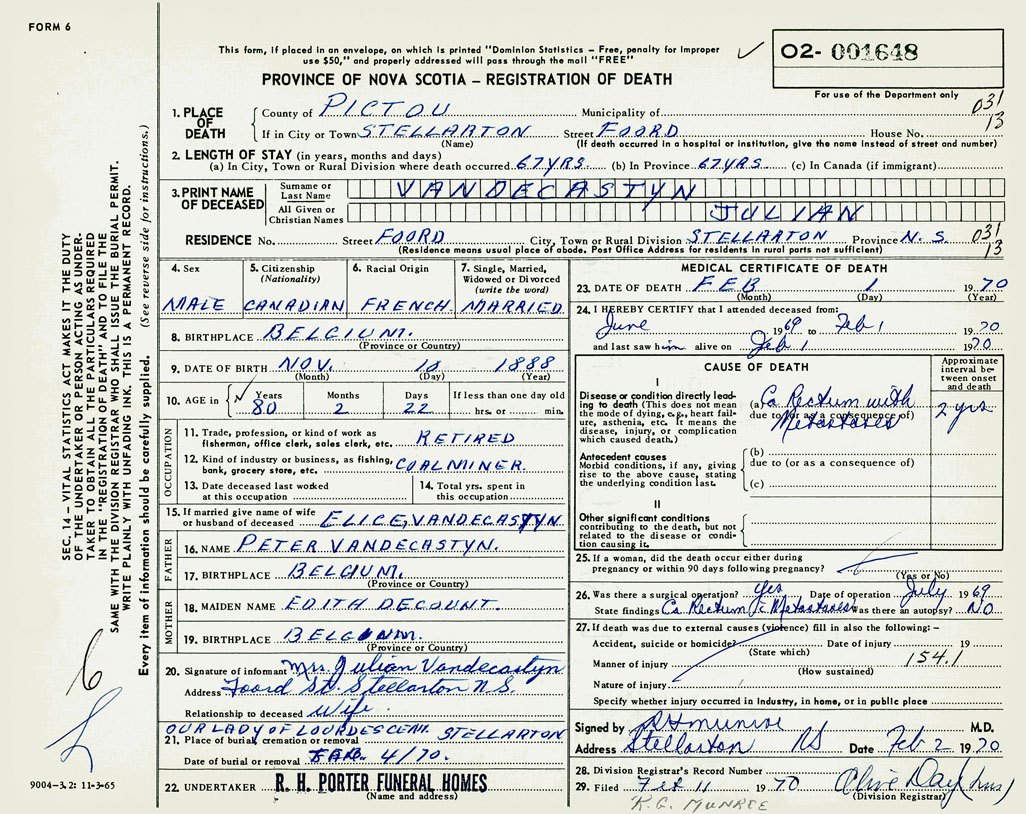 FORM 6
This form, if placed in an envelope, on which is printed "Dominion Statistics – Free, penalty for improper
use $50," and properly addressed will pass through the mail "FREE"
PROVINCE OF NOVA SCOTIA – REGISTRATION OF DEATH
O2- 001648
For use of the Department only
031
13
1. PLACE OF DEATH
County of PICTOU Municipality of
If in City or Town STELLARTON Street FOORD House No.
(Name) (If death occurred in a hospital or institution, give the name instead of street and number)
2. LENGTH OF STAY (in years, months and days)
(a) In City, Town or Rural Division where death occurred 67 YRS. (b) In Province 67 YRS. (c) In Canada (if immigrant)
3. PRINT NAME OF DECEASED
Surname or Last Name VANDECASTYN
All Given or Christian Names JULIAN
RESIDENCE No. Street FOORD City, Town or Rural Division STELLARTON Province N. S. 031
13
(Residence means usual place of abode. Post Office Address for residents in rural parts not sufficient)
SEC. 14 – VITAL STATISTICS ACT MAKES IT THE DUTY
OF THE UNDERTAKER OR PERSON ACTING AS UNDER-
TAKER TO OBTAIN ALL THE PARTICULARS REQUIRED
IN THE "REGISTRATION OF DEATH" AND TO FILE THE
SAME WITH THE DIVISION REGISTRAR WHO SHALL ISSUE THE BURIAL PERMIT.
WRITE PLAINLY WITH UNFADING INK. THIS IS A PERMANENT RECORD.
Every item of information should be carefully supplied. (See reverse side for instructions.)
6
9004-3.2: 11-3-65
4. Sex
MALE
5. Citizenship
(Nationality)
CANADIAN
6. Racial Origin
FRENCH
7. Single, Married,
Widowed or Divorced
(write the word)
MARRIED
8. BIRTHPLACE BELGIUM.
(Province or Country)
9. DATE OF BIRTH NOV. 10 1888
(Month) (Day) (Year)
10. AGE in Years Months Days If less than one day old
80 2 22 hrs. or min.
OCCUPATION
11. Trade, profession, or kind of work as
fisherman, office clerk, sales clerk, etc. RETIRED
12. Kind of industry or business, as fishing,
bank, grocery store, etc. COALMINER.
13. Date deceased last worked
at this occupation
14. Total yrs. spent in
this occupation
15. If married give name of wife
or husband of deceased ELICE, VANDECASTYN
FATHER
16. NAME PETER VANDECASTYN.
17. BIRTHPLACE BELGIUM.
(Province or Country)
MOTHER
18. MAIDEN NAME EDITH DECOUNT.
19. BIRTHPLACE BELGIUM.
(Province or Country)
20. Signature of informant Mrs. Julian Vandecastyn
Address Foord St. Stellarton N.S.
Relationship to deceased Wife.
OUR LADY OF LOURDES CEM. STELLARTON
21. Place of burial, cremation or removal
Date of burial or removal FEB. 4/70.
22. UNDERTAKER R. H. PORTER FUNERAL HOMES
(Name and address)
MEDICAL CERTIFICATE OF DEATH
23. DATE OF DEATH FEB 1 1970
(Month) (Day) (Year)
24. I HEREBY CERTIFY that I attended deceased from:
June 1969 to Feb 1 1970
and last saw him alive on Feb 1 1970
CAUSE OF DEATH
Approximate
interval be-
tween onset
and death
I
Disease or condition directly lead-
ing to death (This does not mean
the mode of dying, e.g., heart fail-
ure, asthenia, etc. It means the
disease, injury, or complication
which caused death.)
(a) Ca Rectum with
due to (or as a consequence of)
Metastases
2 yrs
Antecedent causes
Morbid conditions, if any, giving
rise to the above cause, stating
the underlying condition last.
(b)
due to (or as a consequence of)
(c)
II
Other significant conditions
contributing to the death, but not
related to the disease or condi-
tion causing it.
25. If a woman, did the death occur either during
pregnancy or within 90 days following pregnancy?
(Yes or No)
26. Was there a surgical operation? Yes Date of operation July 1969
State findings Ca Rectum c̄ Metastases Was there an autopsy? NO
27. If death was due to external causes (violence) fill in also the following:–
Accident, suicide or homicide? Date of injury 19
(State which)
Manner of injury 154.1
(How sustained)
Nature of injury
Specify whether injury occurred in Industry, in home, or in public place
Signed by RHMunroe M.D.
Address Stellarton NS Date Feb 2 1970
28. Division Registrar's Record Number
29. Filed Feb 11 1970 Olive Day (Mrs)
(Division Registrar)
R.G. MUNROE